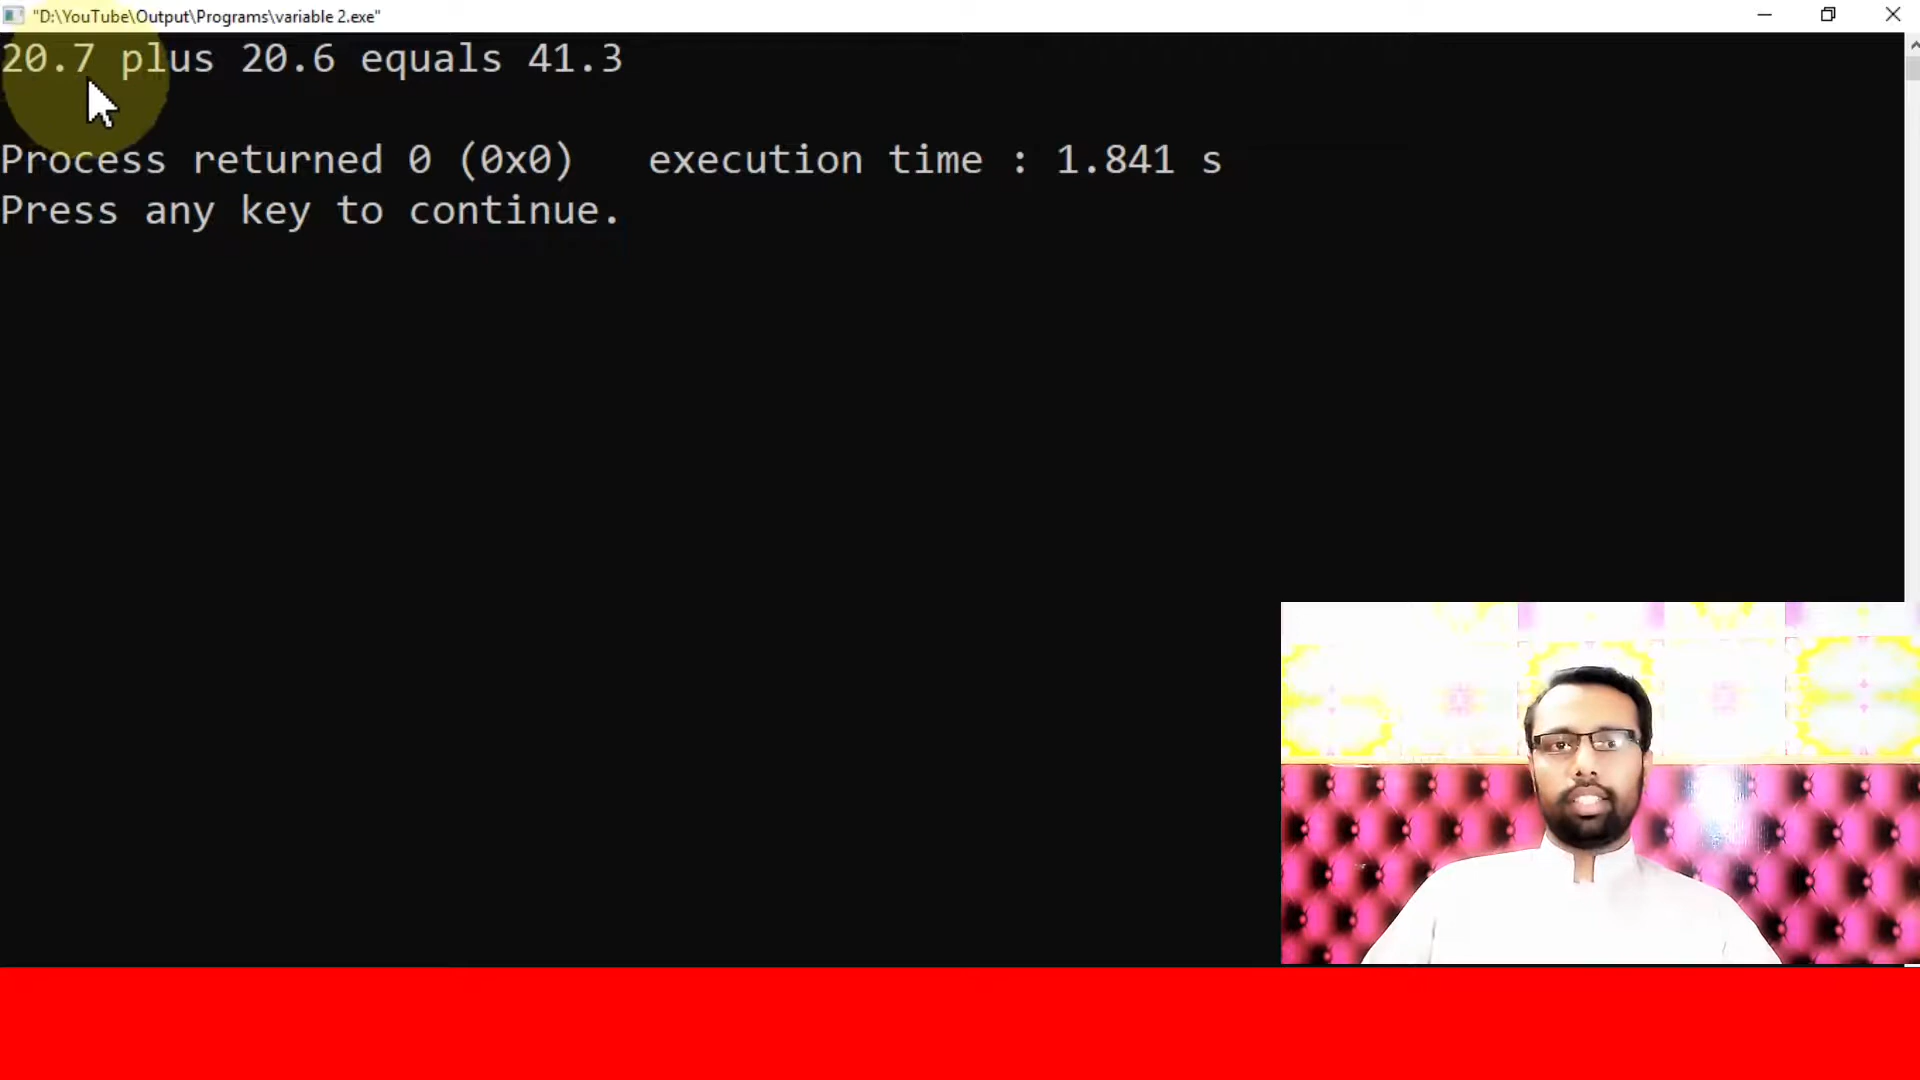 "D:\YouTube\Output\Programs\variable 2.exe"
20.7 plus 20.6 equals 41.3
Process returned 0 (0x0)   execution time : 1.841 s
Press any key to continue.